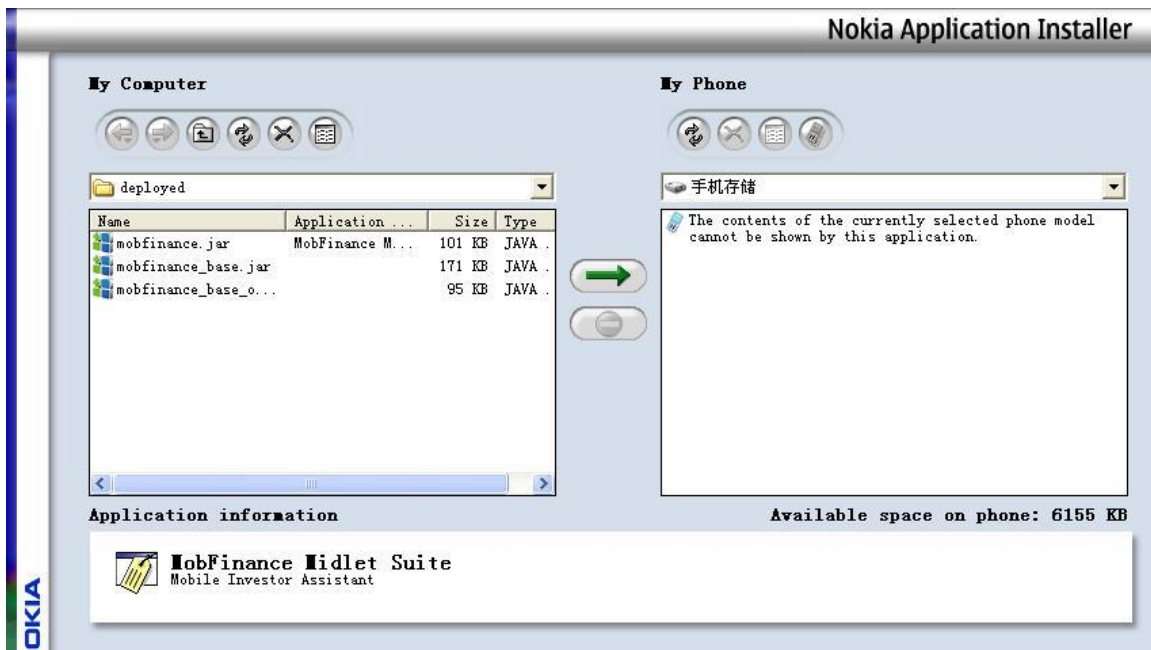 Nokia Application Installer
My Computer
My Phone
deployed
手机存储
Name Application ... Size Type
mobfinance.jar MobFinance M... 101 KB JAVA .
mobfinance_base.jar 171 KB JAVA .
mobfinance_base_o... 95 KB JAVA .
The contents of the currently selected phone model
cannot be shown by this application.
Application information
Available space on phone: 6155 KB
MobFinance Midlet Suite
Mobile Investor Assistant
OKIA